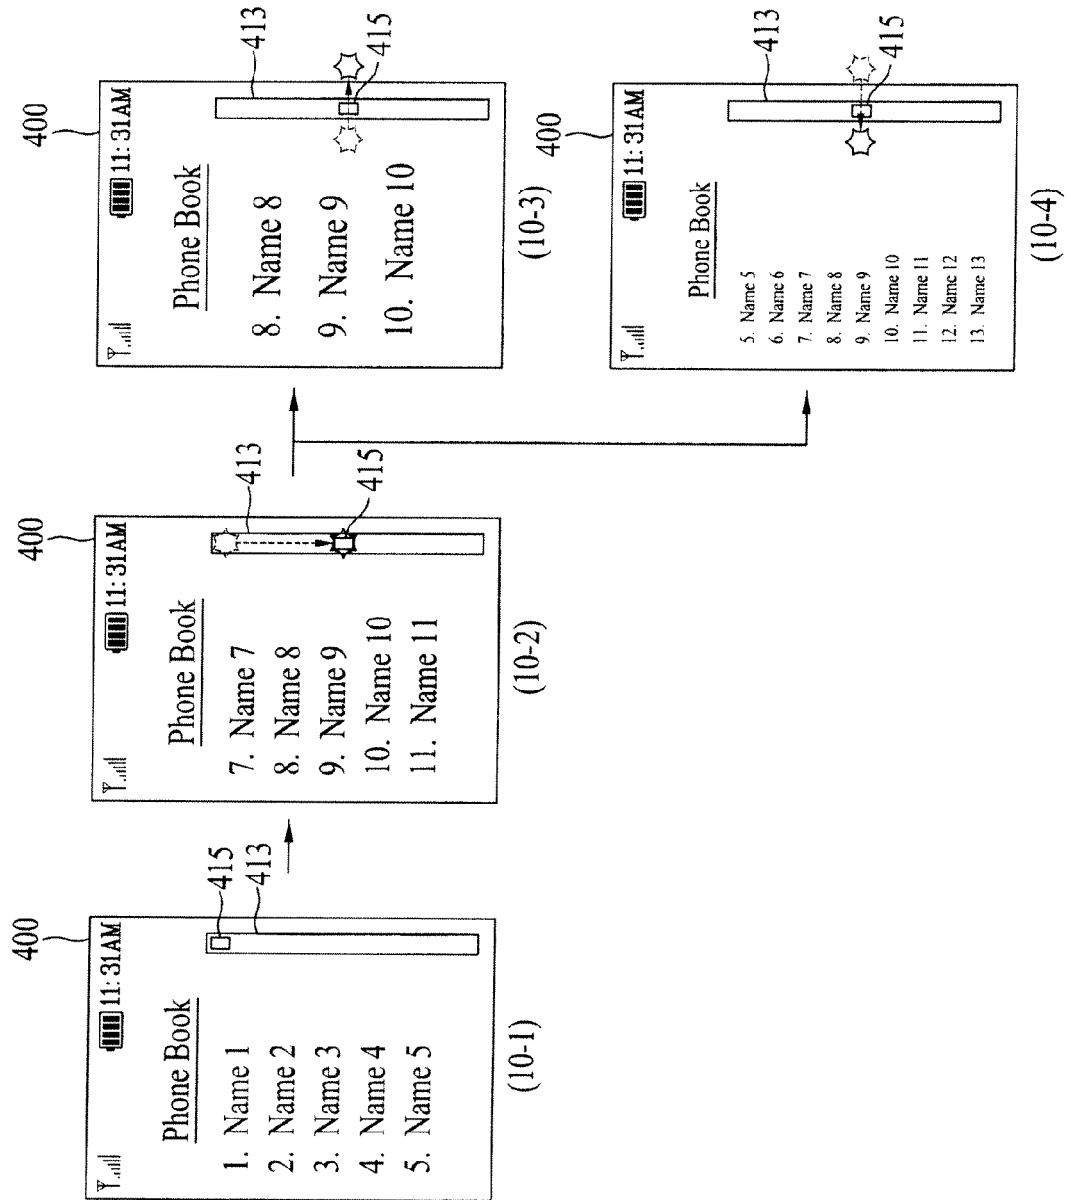 400
11: 31AM
Phone Book
1. Name 1
2. Name 2
3. Name 3
4. Name 4
5. Name 5
415
413
(10-1)
400
11: 31AM
Phone Book
7. Name 7
8. Name 8
9. Name 9
10. Name 10
11. Name 11
413
415
(10-2)
400
11: 31AM
Phone Book
8. Name 8
9. Name 9
10. Name 10
413
415
(10-3)
400
11: 31AM
Phone Book
5. Name 5
6. Name 6
7. Name 7
8. Name 8
9. Name 9
10. Name 10
11. Name 11
12. Name 12
13. Name 13
413
415
(10-4)